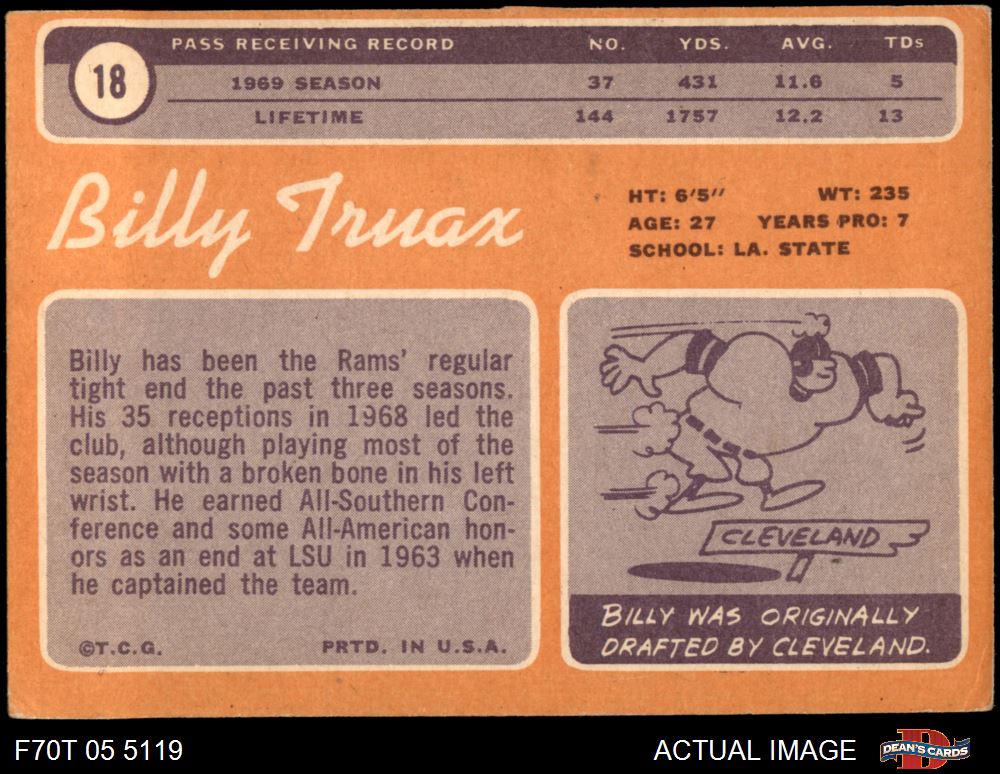 18
PASS RECEIVING RECORD NO. YDS. AVG. TDs
1969 SEASON 37 431 11.6 5
LIFETIME 144 1757 12.2 13
Billy Truax
HT: 6'5'' WT: 235
AGE: 27 YEARS PRO: 7
SCHOOL: LA. STATE
Billy has been the Rams' regular
tight end the past three seasons.
His 35 receptions in 1968 led the
club, although playing most of the
season with a broken bone in his left
wrist. He earned All-Southern Con-
ference and some All-American hon-
ors as an end at LSU in 1963 when
he captained the team.
©T.C.G. PRTD. IN U.S.A.
CLEVELAND
BILLY WAS ORIGINALLY
DRAFTED BY CLEVELAND.
F70T 05 5119 ACTUAL IMAGE
D
DEAN'S CARDS